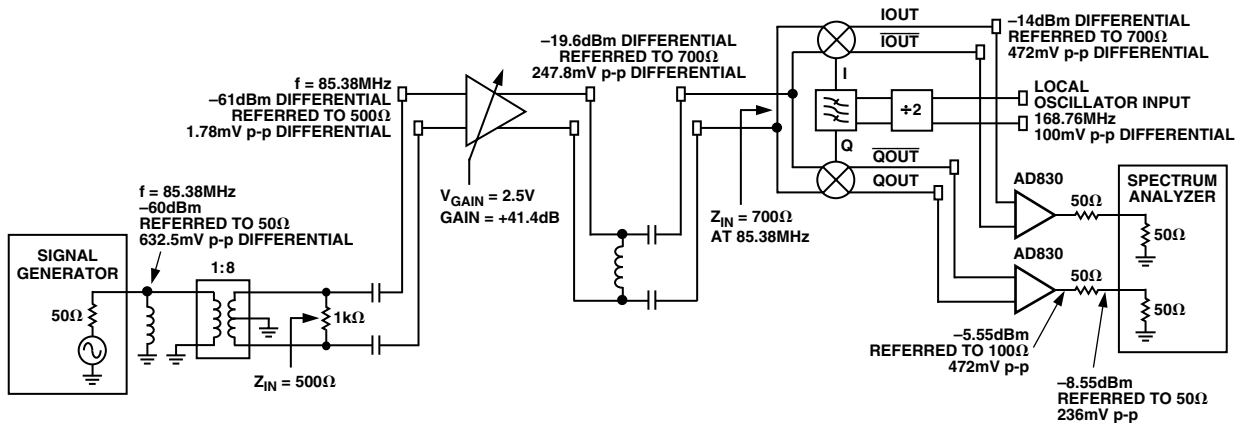 IOUT
IOUT
–14dBm DIFFERENTIAL
REFERRED TO 700Ω
472mV p-p
DIFFERENTIAL
–19.6dBm DIFFERENTIAL
REFERRED TO 700Ω
247.8mV p-p DIFFERENTIAL
f = 85.38MHz
–61dBm DIFFERENTIAL
REFERRED TO 500Ω
1.78mV p-p DIFFERENTIAL
I
÷2
LOCAL
OSCILLATOR INPUT
168.76MHz
100mV p-p DIFFERENTIAL
Q
QOUT
QOUT
VGAIN = 2.5V
GAIN = +41.4dB
ZIN = 700Ω
AT 85.38MHz
AD830
50Ω
SPECTRUM
ANALYZER
50Ω
f = 85.38MHz
–60dBm
REFERRED TO 50Ω
632.5mV p-p DIFFERENTIAL
SIGNAL
GENERATOR
50Ω
1:8
1kΩ
ZIN = 500Ω
AD830
50Ω
50Ω
–5.55dBm
REFERRED TO 100Ω
472mV p-p
–8.55dBm
REFERRED TO 50Ω
236mV p-p